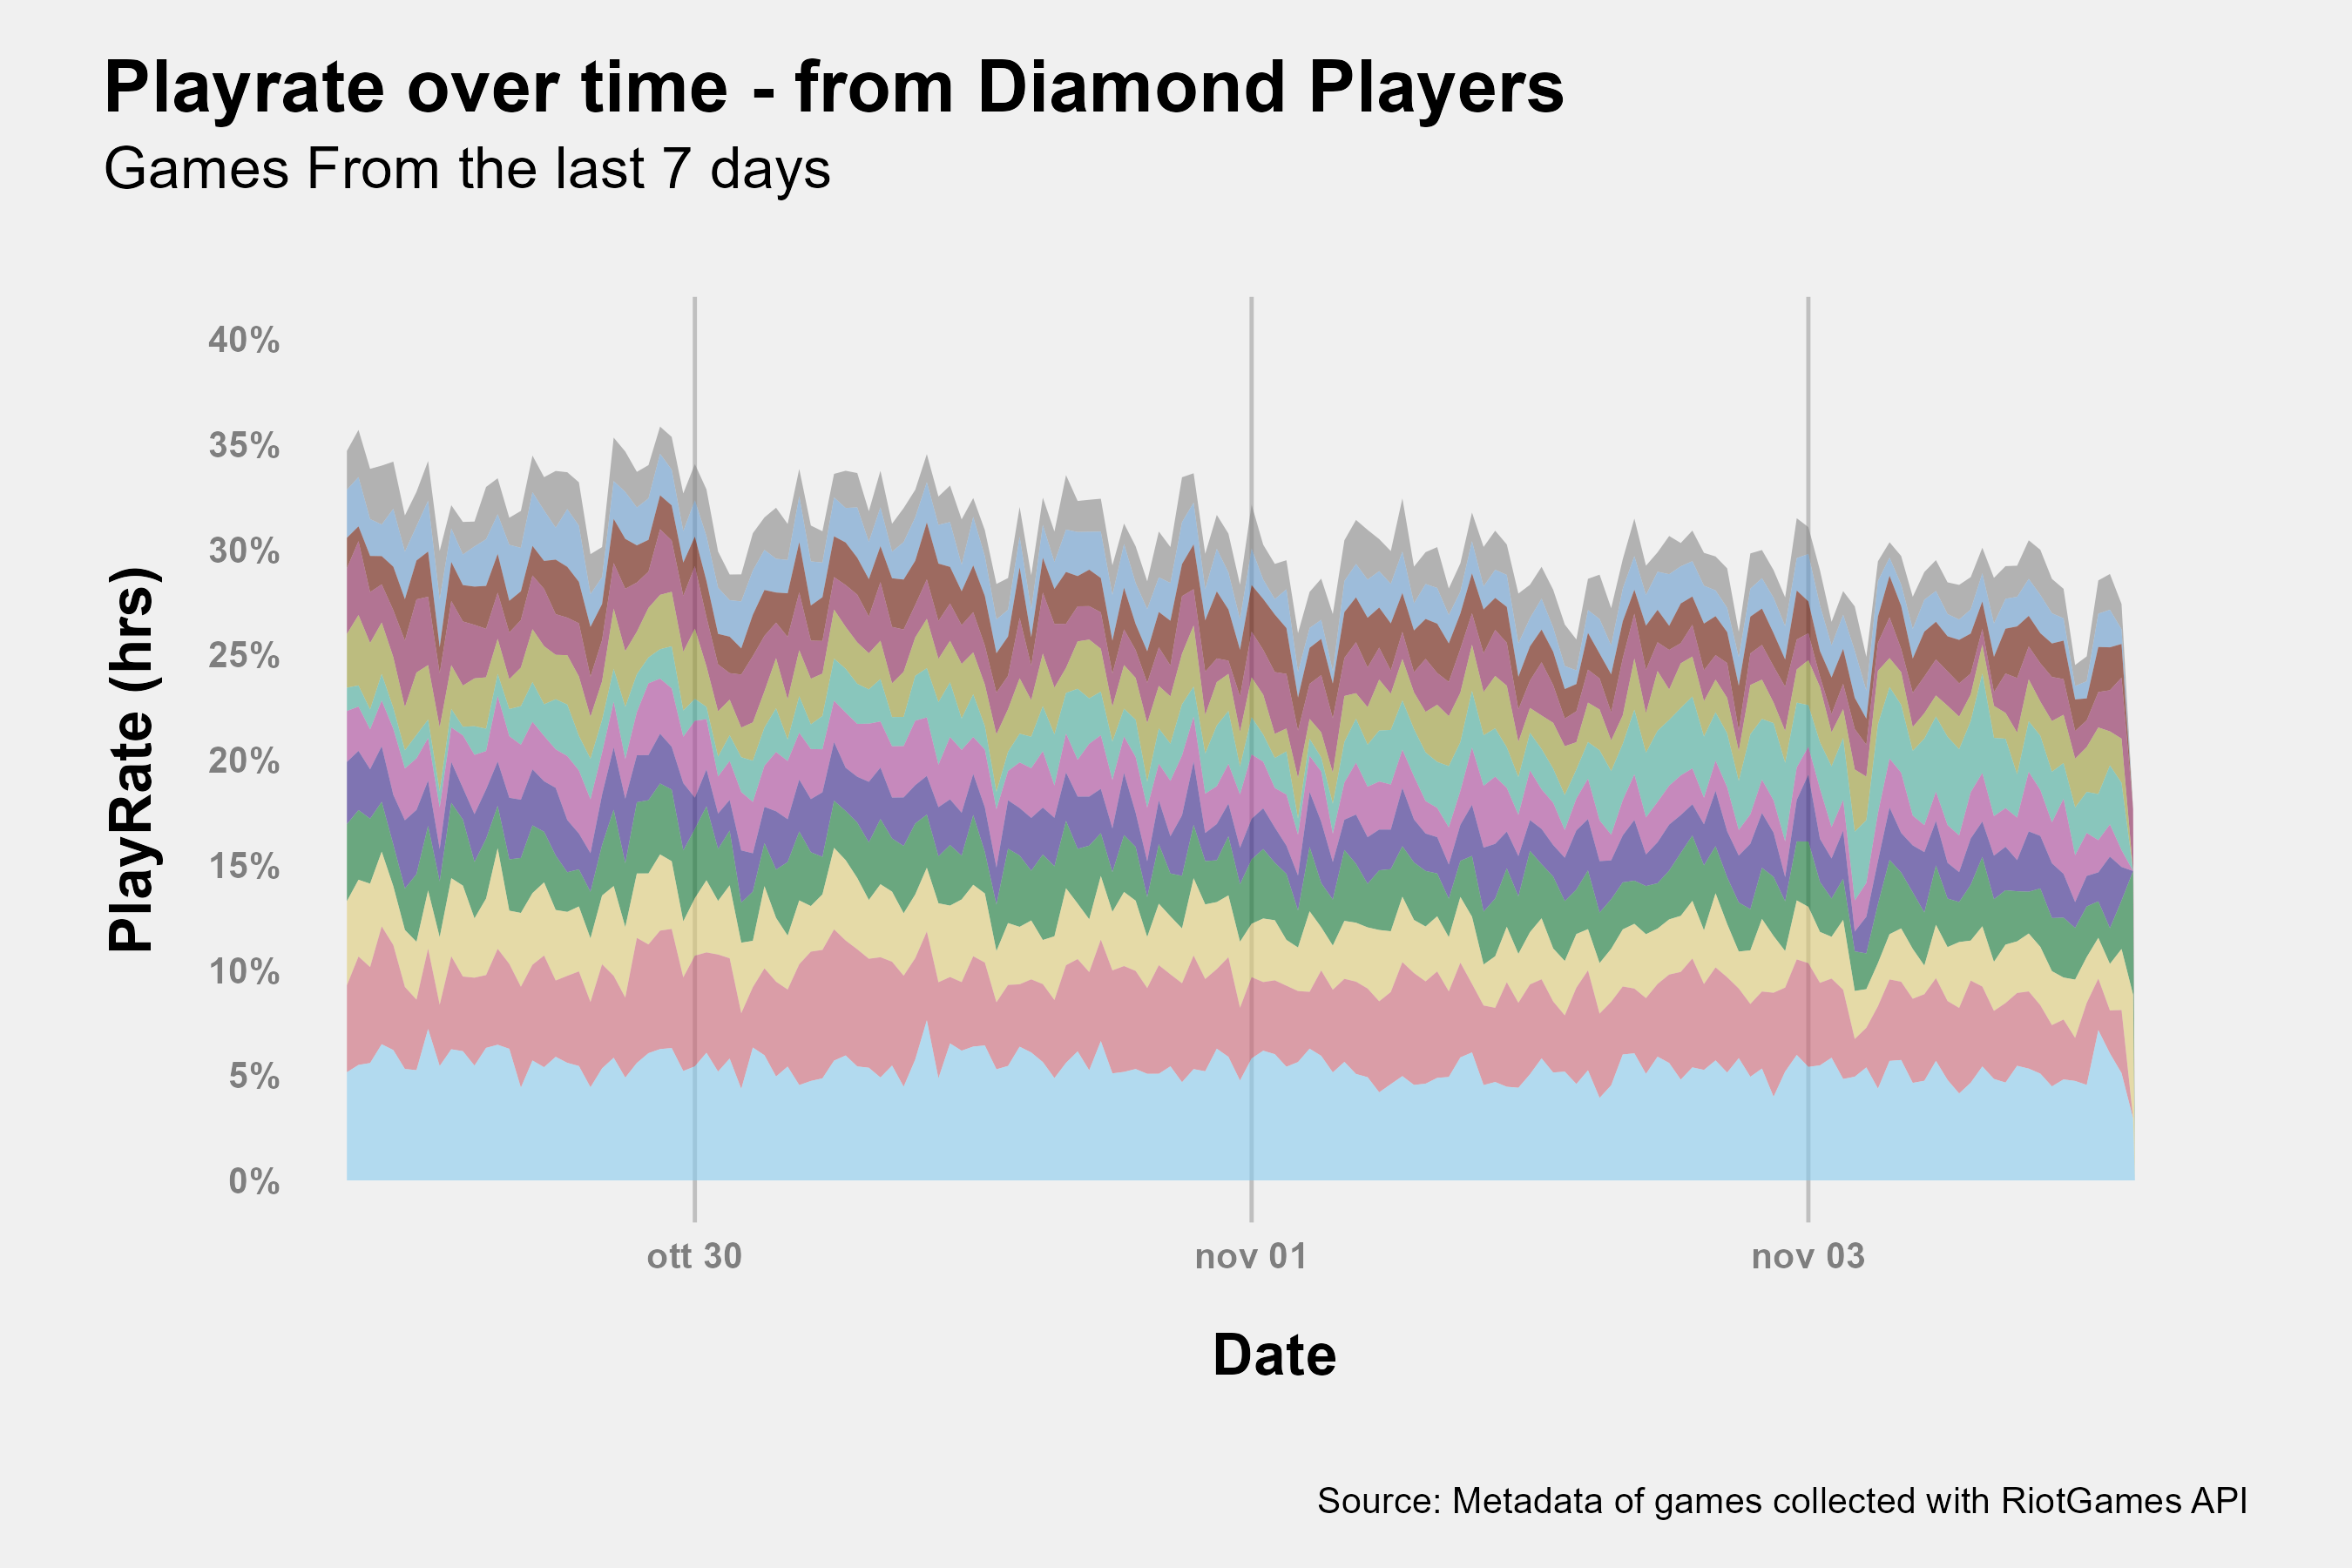 Playrate over time - from Diamond Players
Games From the last 7 days
PlayRate (hrs)
40%
35%
30%
25%
20%
15%
10%
5%
0%
ott 30
nov 01
nov 03
Date
Source: Metadata of games collected with RiotGames API